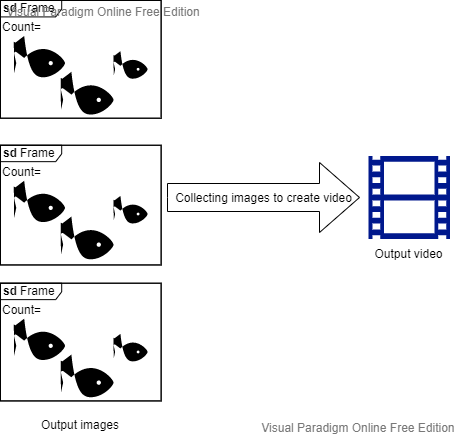 Visual Paradigm Online Free Edition
sd Frame
Count=
sd Frame
Count=
Collecting images to create video
Output video
sd Frame
Count=
Output images
Visual Paradigm Online Free Edition